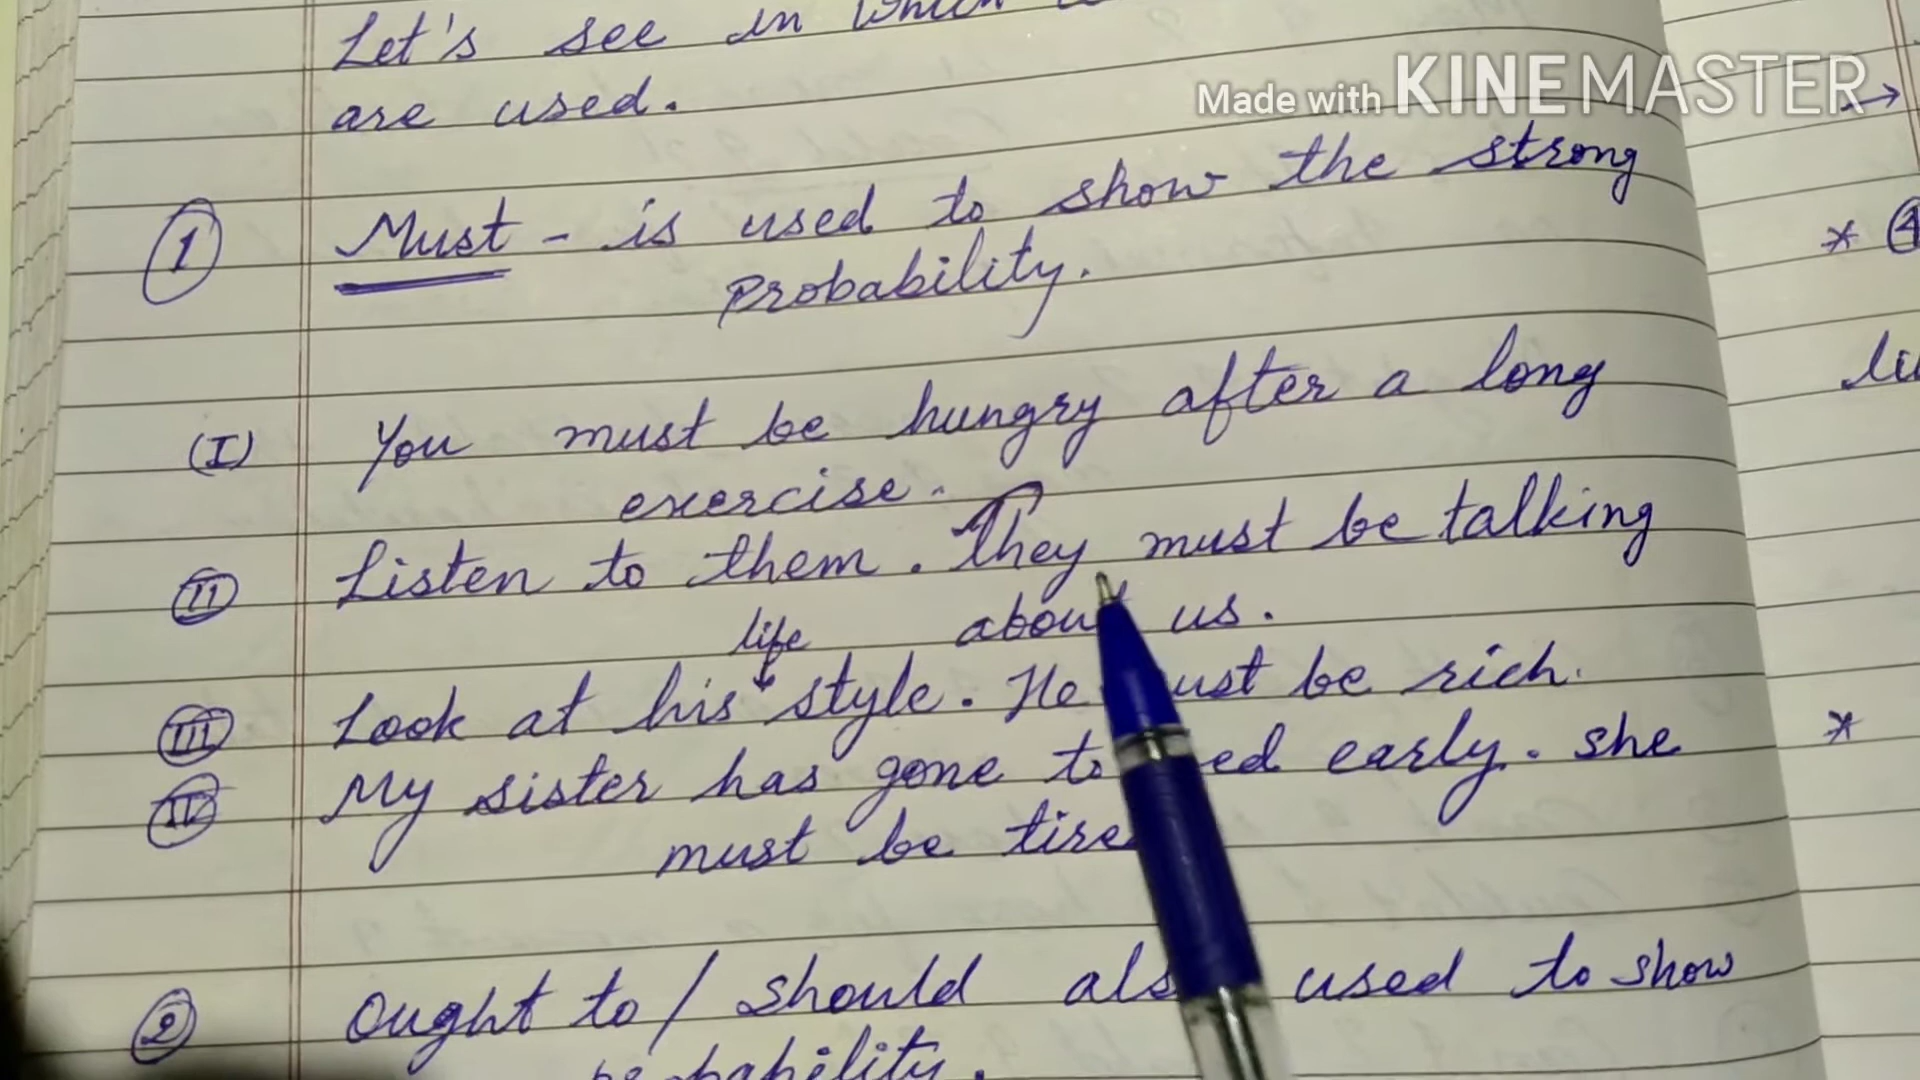 Let's see in which
are used.
Made with KINEMASTER
→
1 Must - is used to show the strong
probability.
* 4
(I) You must be hungry after a long
exercise.
II Listen to them. They must be talking
about us.
life
III Look at his style. He must be rich.
IV My sister has gone to bed early. she
*
must be tired
2 Ought to / should also used to show
probability.